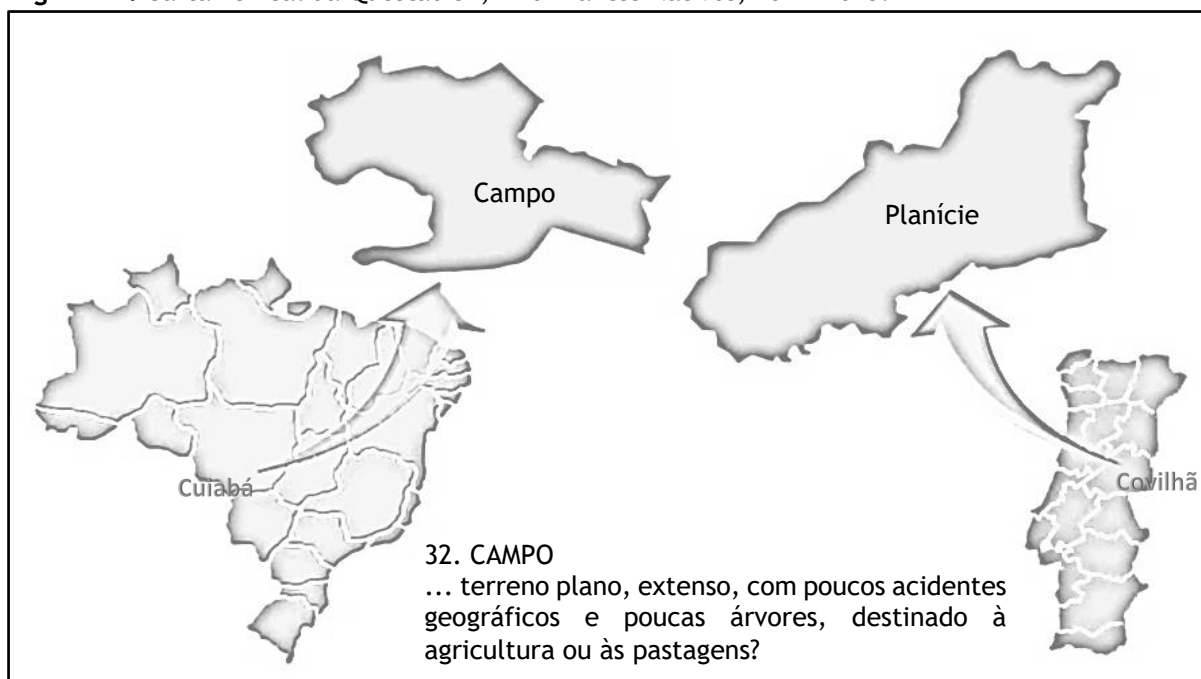 Campo
Planície
Cuiabá
Covilhã
32. CAMPO
... terreno plano, extenso, com poucos acidentes
geográficos e poucas árvores, destinado à
agricultura ou às pastagens?